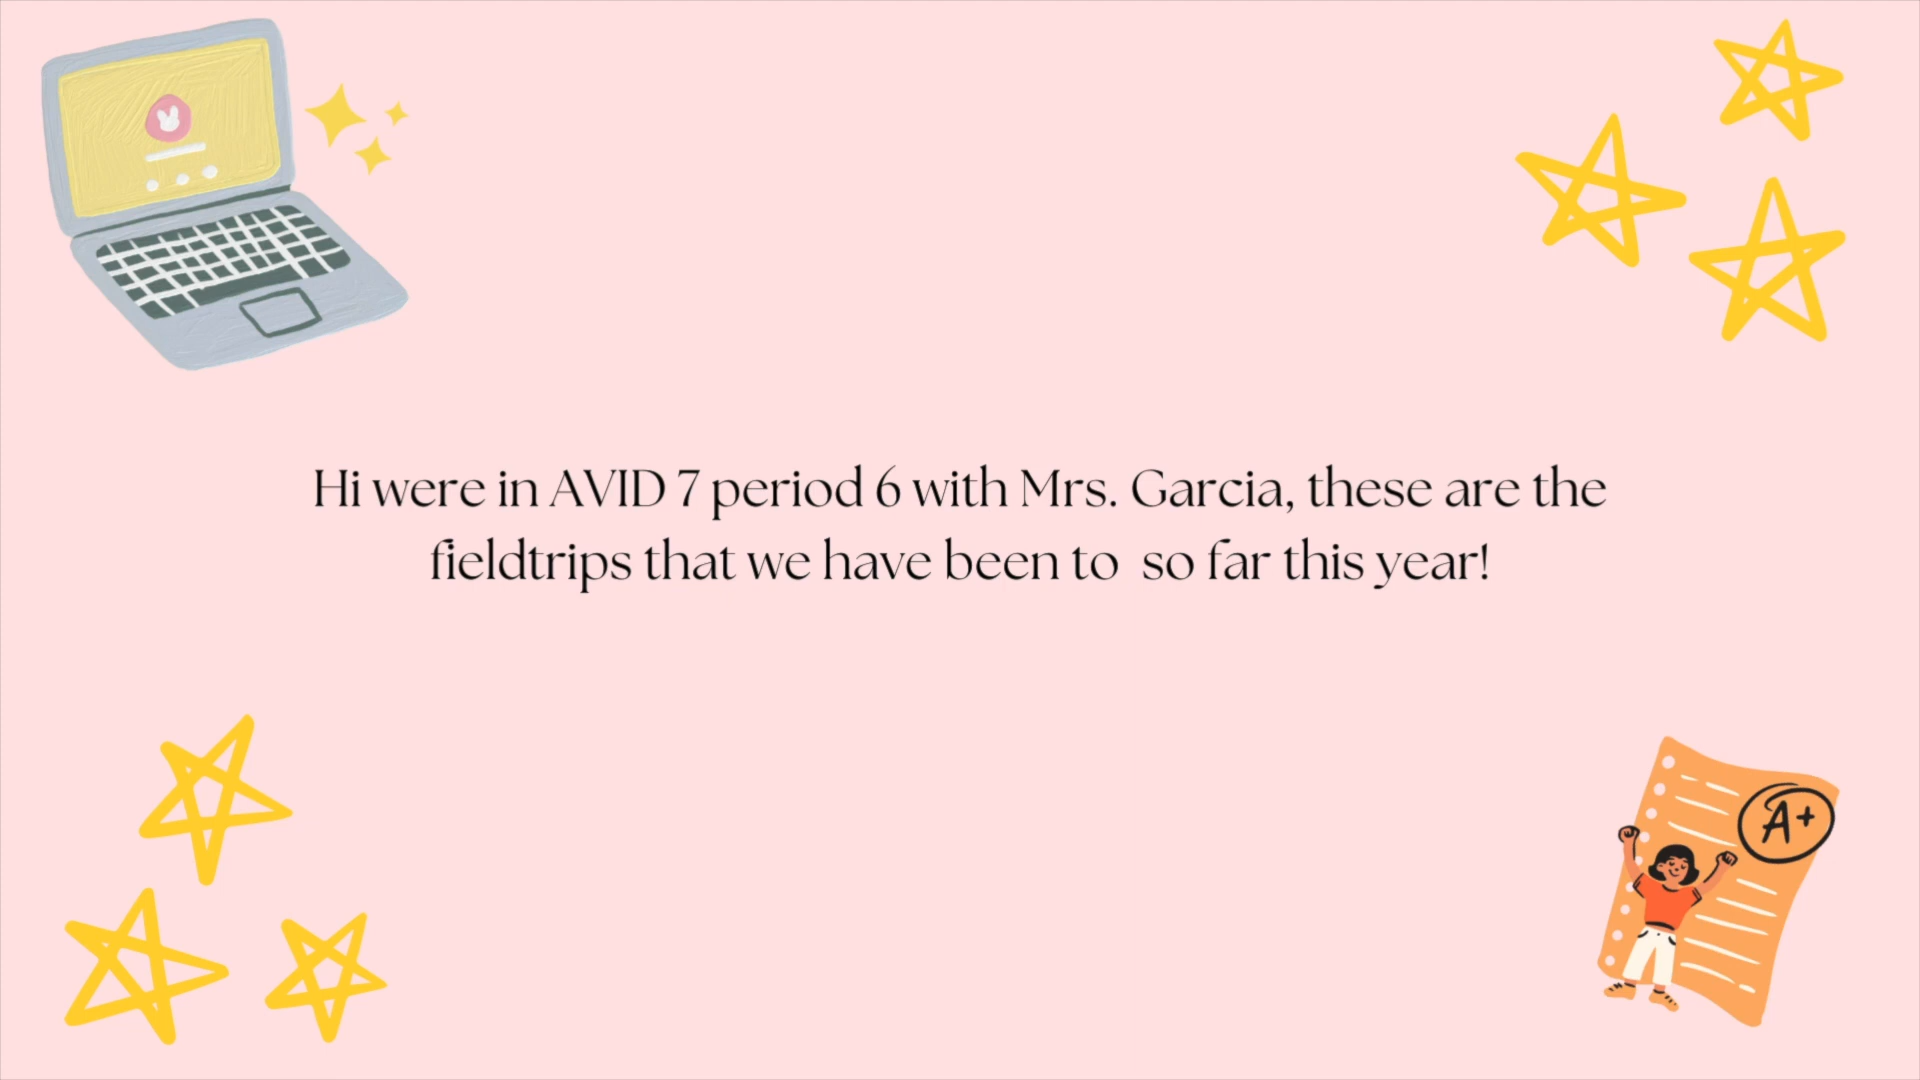 Hi were in AVID 7 period 6 with Mrs. Garcia, these are the
fieldtrips that we have been to  so far this year!
A+